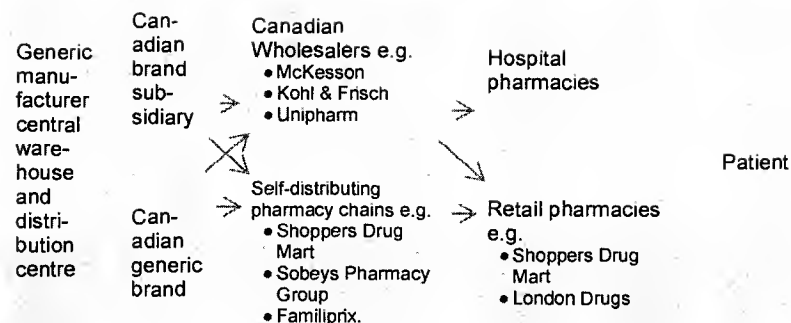 Generic
manu-
facturer
central
ware-
house
and
distri-
bution
centre
Can-
adian
brand
sub-
sidiary
Can-
adian
generic
brand
Canadian
Wholesalers e.g.
• McKesson
• Kohl & Frisch
• Unipharm
Self-distributing
pharmacy chains e.g.
• Shoppers Drug
Mart
• Sobeys Pharmacy
Group
• Familiprix.
Hospital
pharmacies
Retail pharmacies
e.g.
• Shoppers Drug
Mart
• London Drugs
Patient